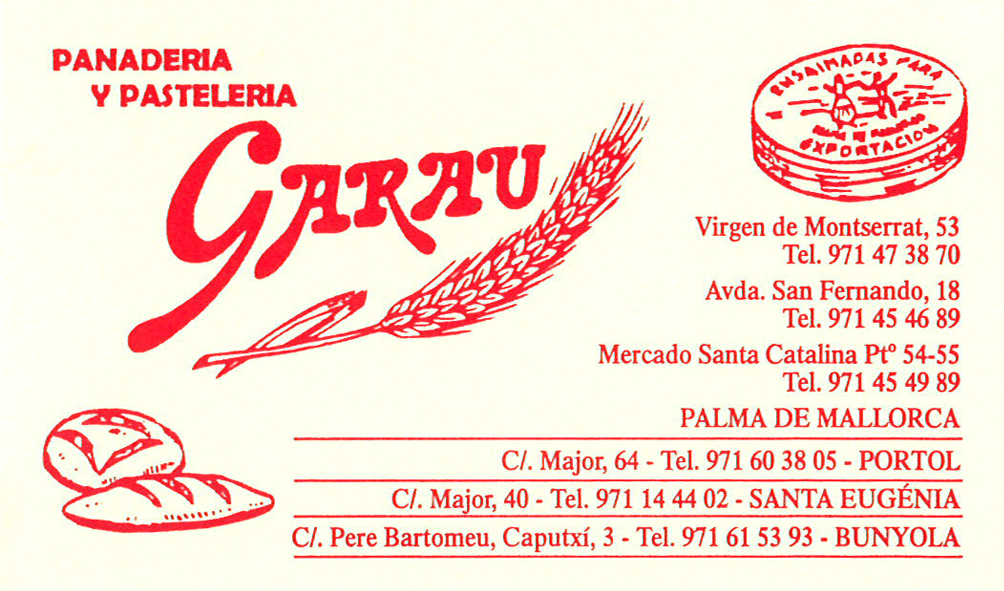 PANADERIA
Y PASTELERIA
GARAU
ENSAIMADAS PARA
EXPORTACION
Virgen de Montserrat, 53
Tel. 971 47 38 70
Avda. San Fernando, 18
Tel. 971 45 46 89
Mercado Santa Catalina Ptº 54-55
Tel. 971 45 49 89
PALMA DE MALLORCA
C/. Major, 64 - Tel. 971 60 38 05 - PORTOL
C/. Major, 40 - Tel. 971 14 44 02 - SANTA EUGÉNIA
C/. Pere Bartomeu, Caputxí, 3 - Tel. 971 61 53 93 - BUNYOLA